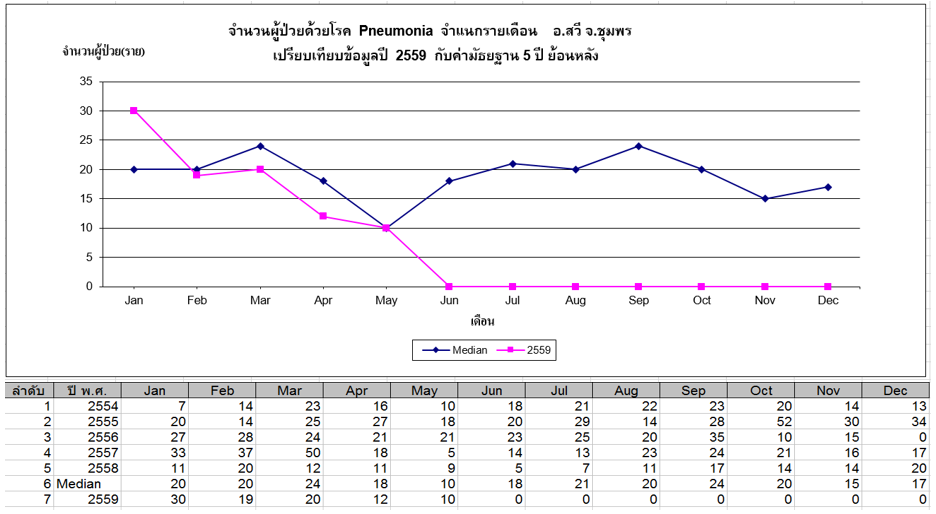 จำนวนผู้ป่วยด้วยโรค Pneumonia จำแนกรายเดือน อ.สวี จ.ชุมพร
เปรียบเทียบข้อมูลปี 2559 กับค่ามัธยฐาน 5 ปี ย้อนหลัง
จำนวนผู้ป่วย(ราย)
35
30
25
20
15
10
5
0
Jan Feb Mar Apr May Jun Jul Aug Sep Oct Nov Dec
เดือน
Median 2559
ลำดับ ปี พ.ศ. Jan Feb Mar Apr May Jun Jul Aug Sep Oct Nov Dec
1 2554 7 14 23 16 10 18 21 22 23 20 14 13
2 2555 20 14 25 27 18 20 29 14 28 52 30 34
3 2556 27 28 24 21 21 23 25 20 35 10 15 0
4 2557 33 37 50 18 5 14 13 23 24 21 16 17
5 2558 11 20 12 11 9 5 7 11 17 14 14 20
6 Median 20 20 24 18 10 18 21 20 24 20 15 17
7 2559 30 19 20 12 10 0 0 0 0 0 0 0